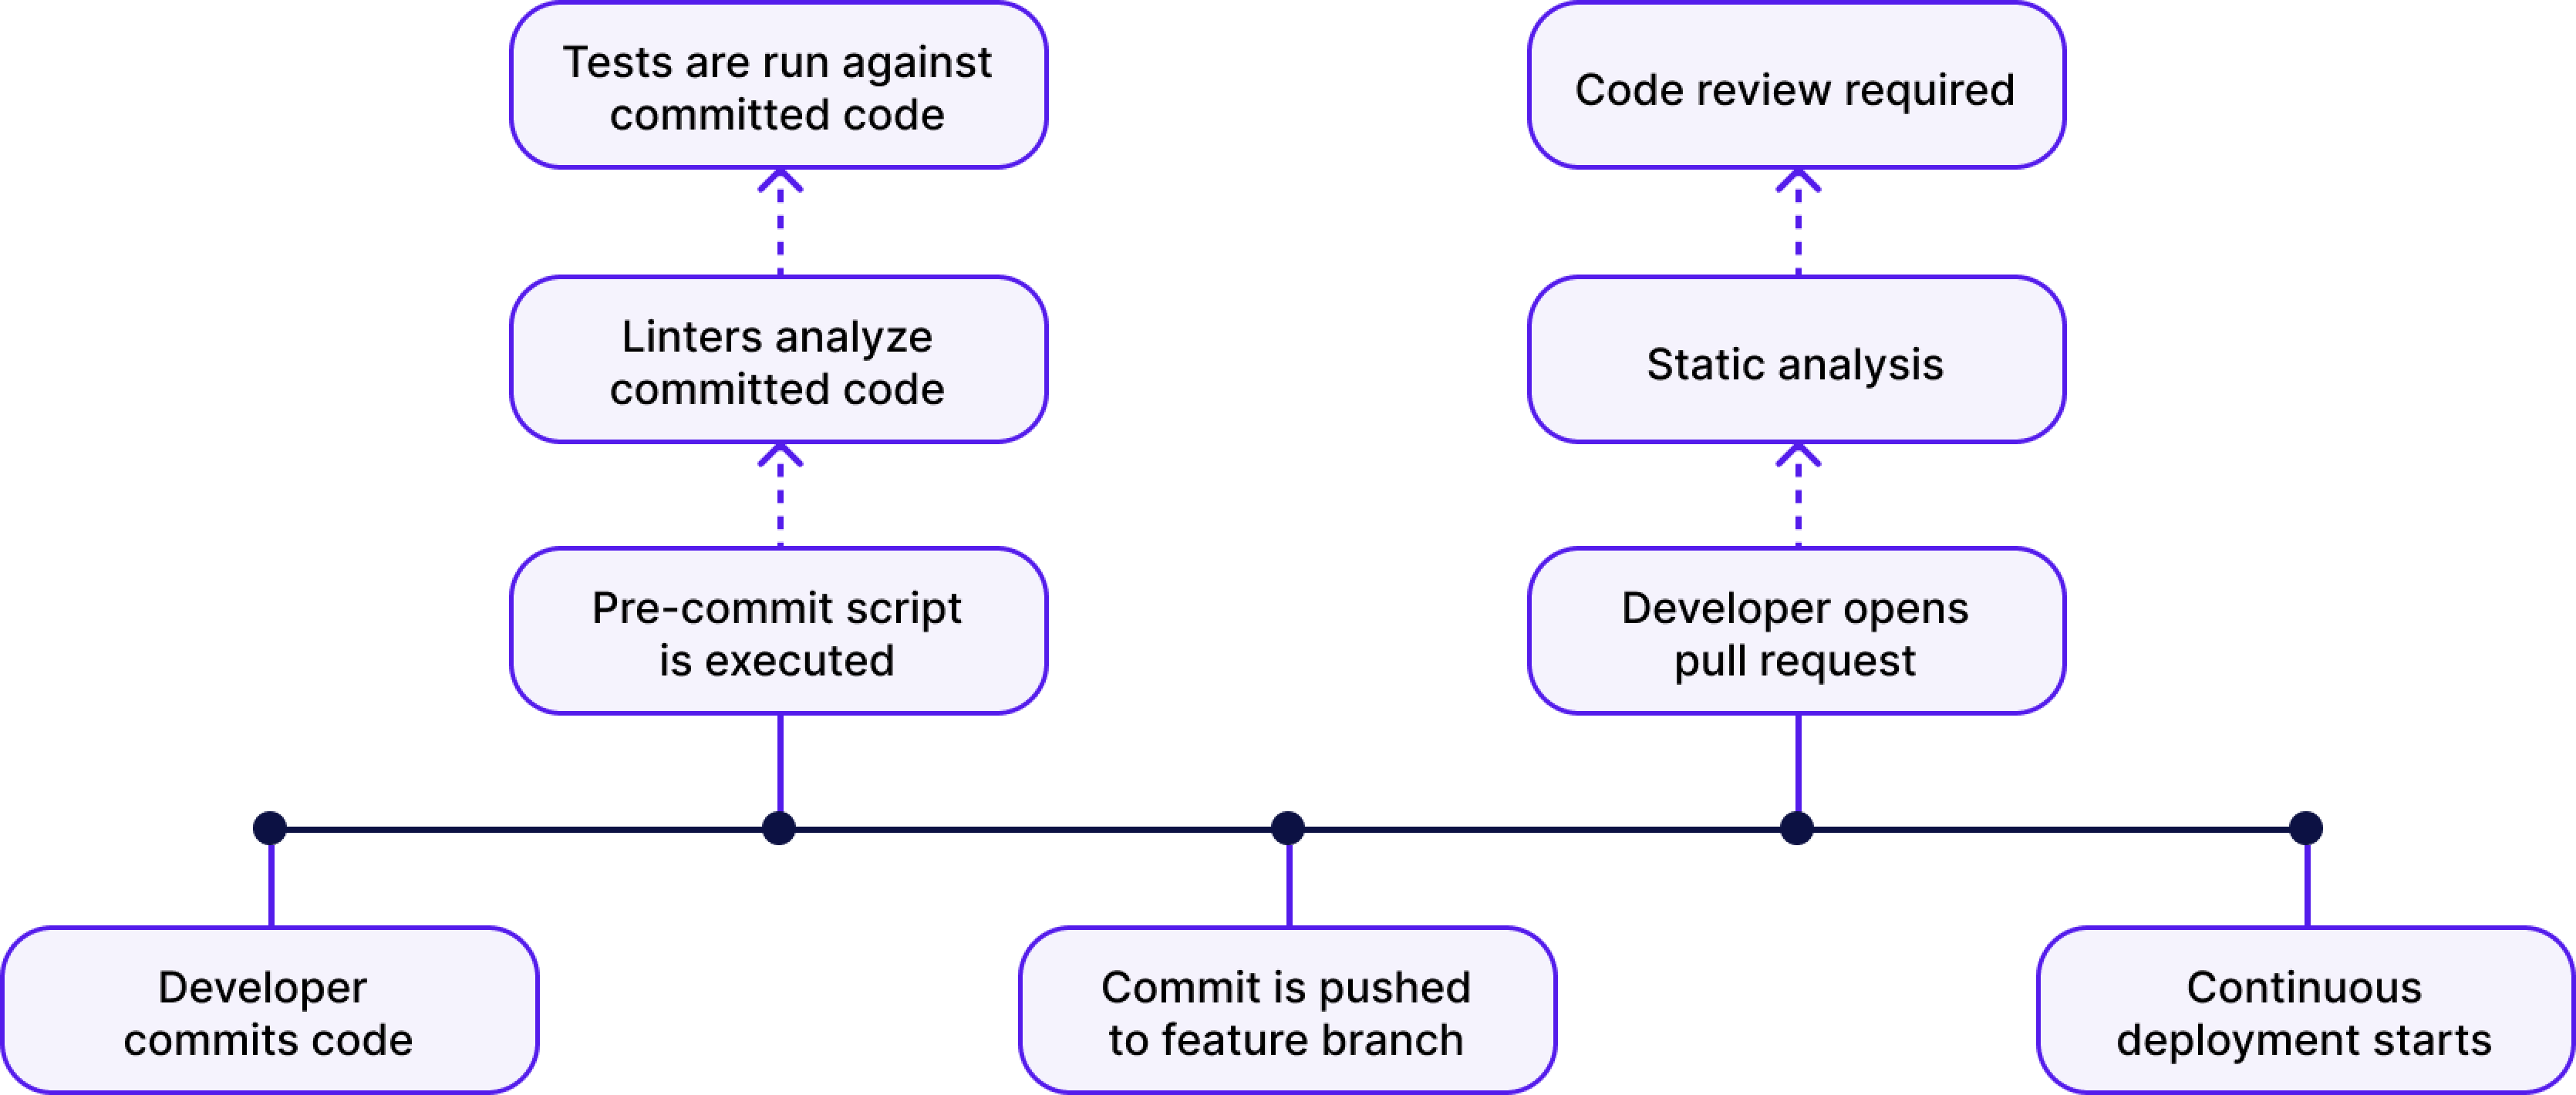 Tests are run against
committed code
Code review required
Linters analyze
committed code
Static analysis
Pre-commit script
is executed
Developer opens
pull request
Developer
commits code
Commit is pushed
to feature branch
Continuous
deployment starts